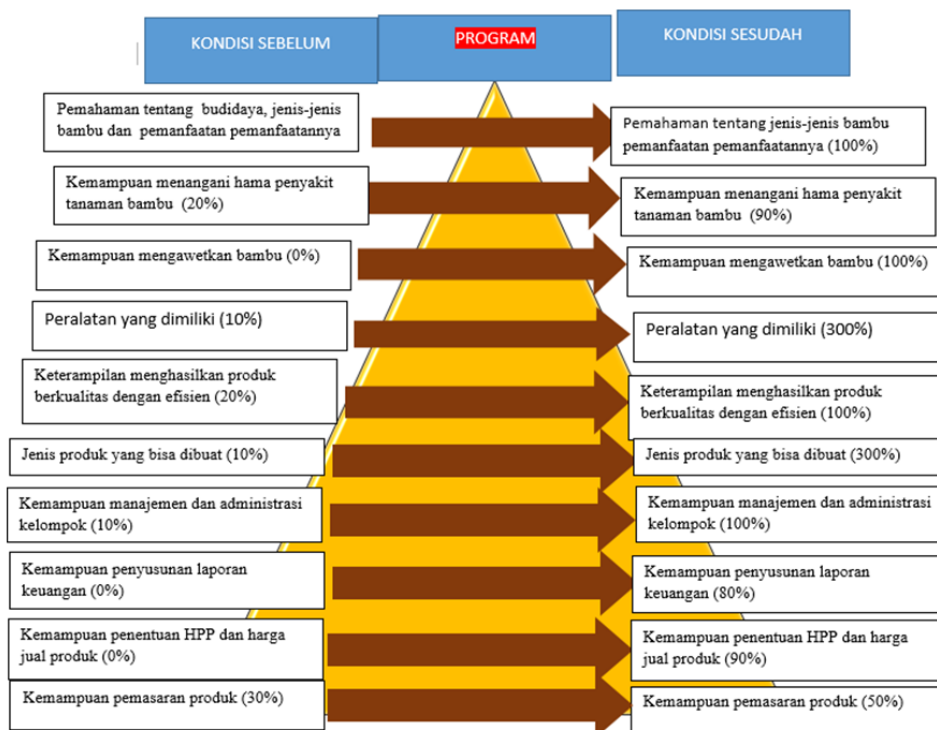 KONDISI SEBELUM
PROGRAM
KONDISI SESUDAH
Pemahaman tentang budidaya, jenis-jenis
bambu dan pemanfaatan pemanfaatannya
Pemahaman tentang jenis-jenis bambu
pemanfaatan pemanfaatannya (100%)
Kemampuan menangani hama penyakit
tanaman bambu (20%)
Kemampuan menangani hama penyakit
tanaman bambu (90%)
Kemampuan mengawetkan bambu (0%)
Kemampuan mengawetkan bambu (100%)
Peralatan yang dimiliki (10%)
Peralatan yang dimiliki (300%)
Keterampilan menghasilkan produk
berkualitas dengan efisien (20%)
Keterampilan menghasilkan produk
berkualitas dengan efisien (100%)
Jenis produk yang bisa dibuat (10%)
Jenis produk yang bisa dibuat (300%)
Kemampuan manajemen dan administrasi
kelompok (10%)
Kemampuan manajemen dan administrasi
kelompok (100%)
Kemampuan penyusunan laporan
keuangan (0%)
Kemampuan penyusunan laporan
keuangan (80%)
Kemampuan penentuan HPP dan harga
jual produk (0%)
Kemampuan penentuan HPP dan harga
jual produk (90%)
Kemampuan pemasaran produk (30%)
Kemampuan pemasaran produk (50%)